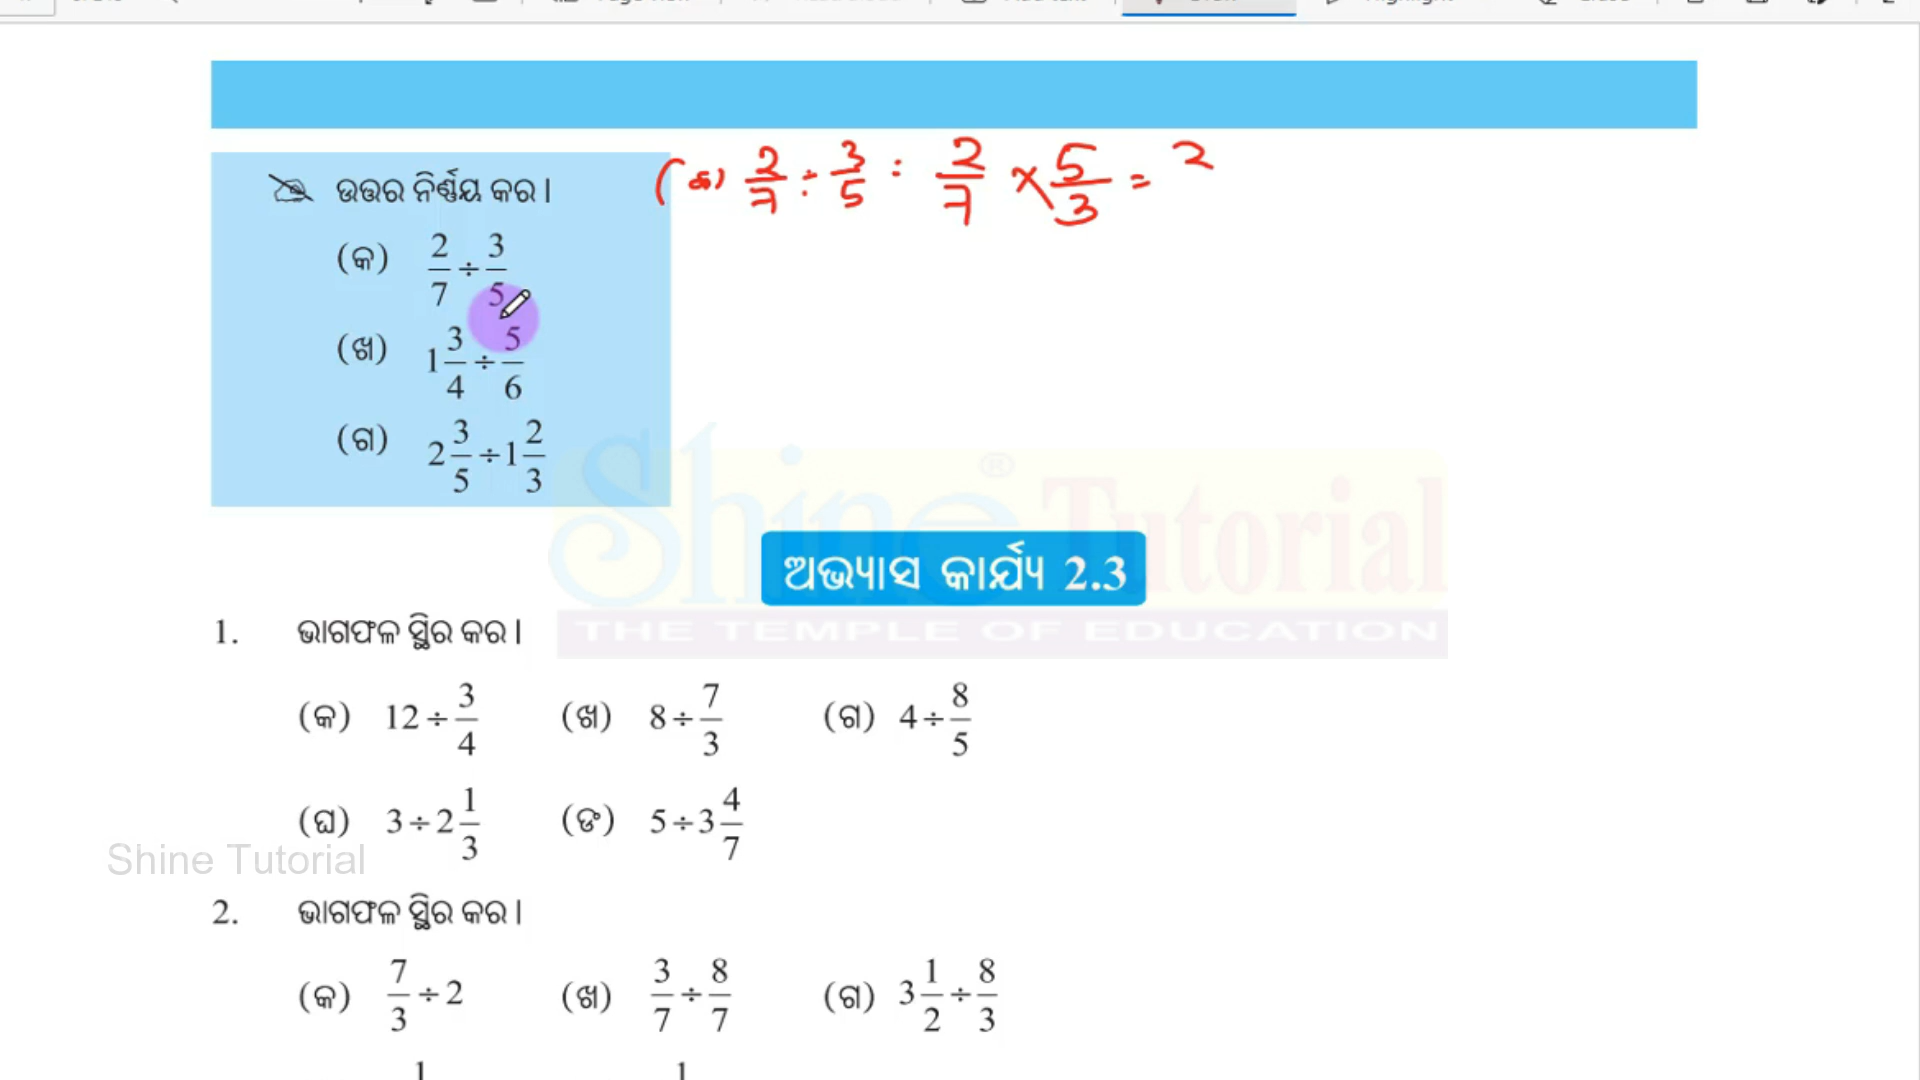 (କ) 2/7 ÷ 3/5 : 2/7 × 5/3 = 2
ଉତ୍ତର ନିର୍ଣ୍ଣୟ କର।
(କ) 2/7 ÷ 3/5
(ଖ) 1 3/4 ÷ 5/6
(ଗ) 2 3/5 ÷ 1 2/3
Shine Tutorial
ଅଭ୍ୟାସ କାର୍ଯ୍ୟ 2.3
THE TEMPLE OF EDUCATION
1. ଭାଗଫଳ ସ୍ଥିର କର।
(କ) 12 ÷ 3/4 (ଖ) 8 ÷ 7/3 (ଗ) 4 ÷ 8/5
(ଘ) 3 ÷ 2 1/3 (ଙ) 5 ÷ 3 4/7
Shine Tutorial
2. ଭାଗଫଳ ସ୍ଥିର କର।
(କ) 7/3 ÷ 2 (ଖ) 3/7 ÷ 8/7 (ଗ) 3 1/2 ÷ 8/3
1 1